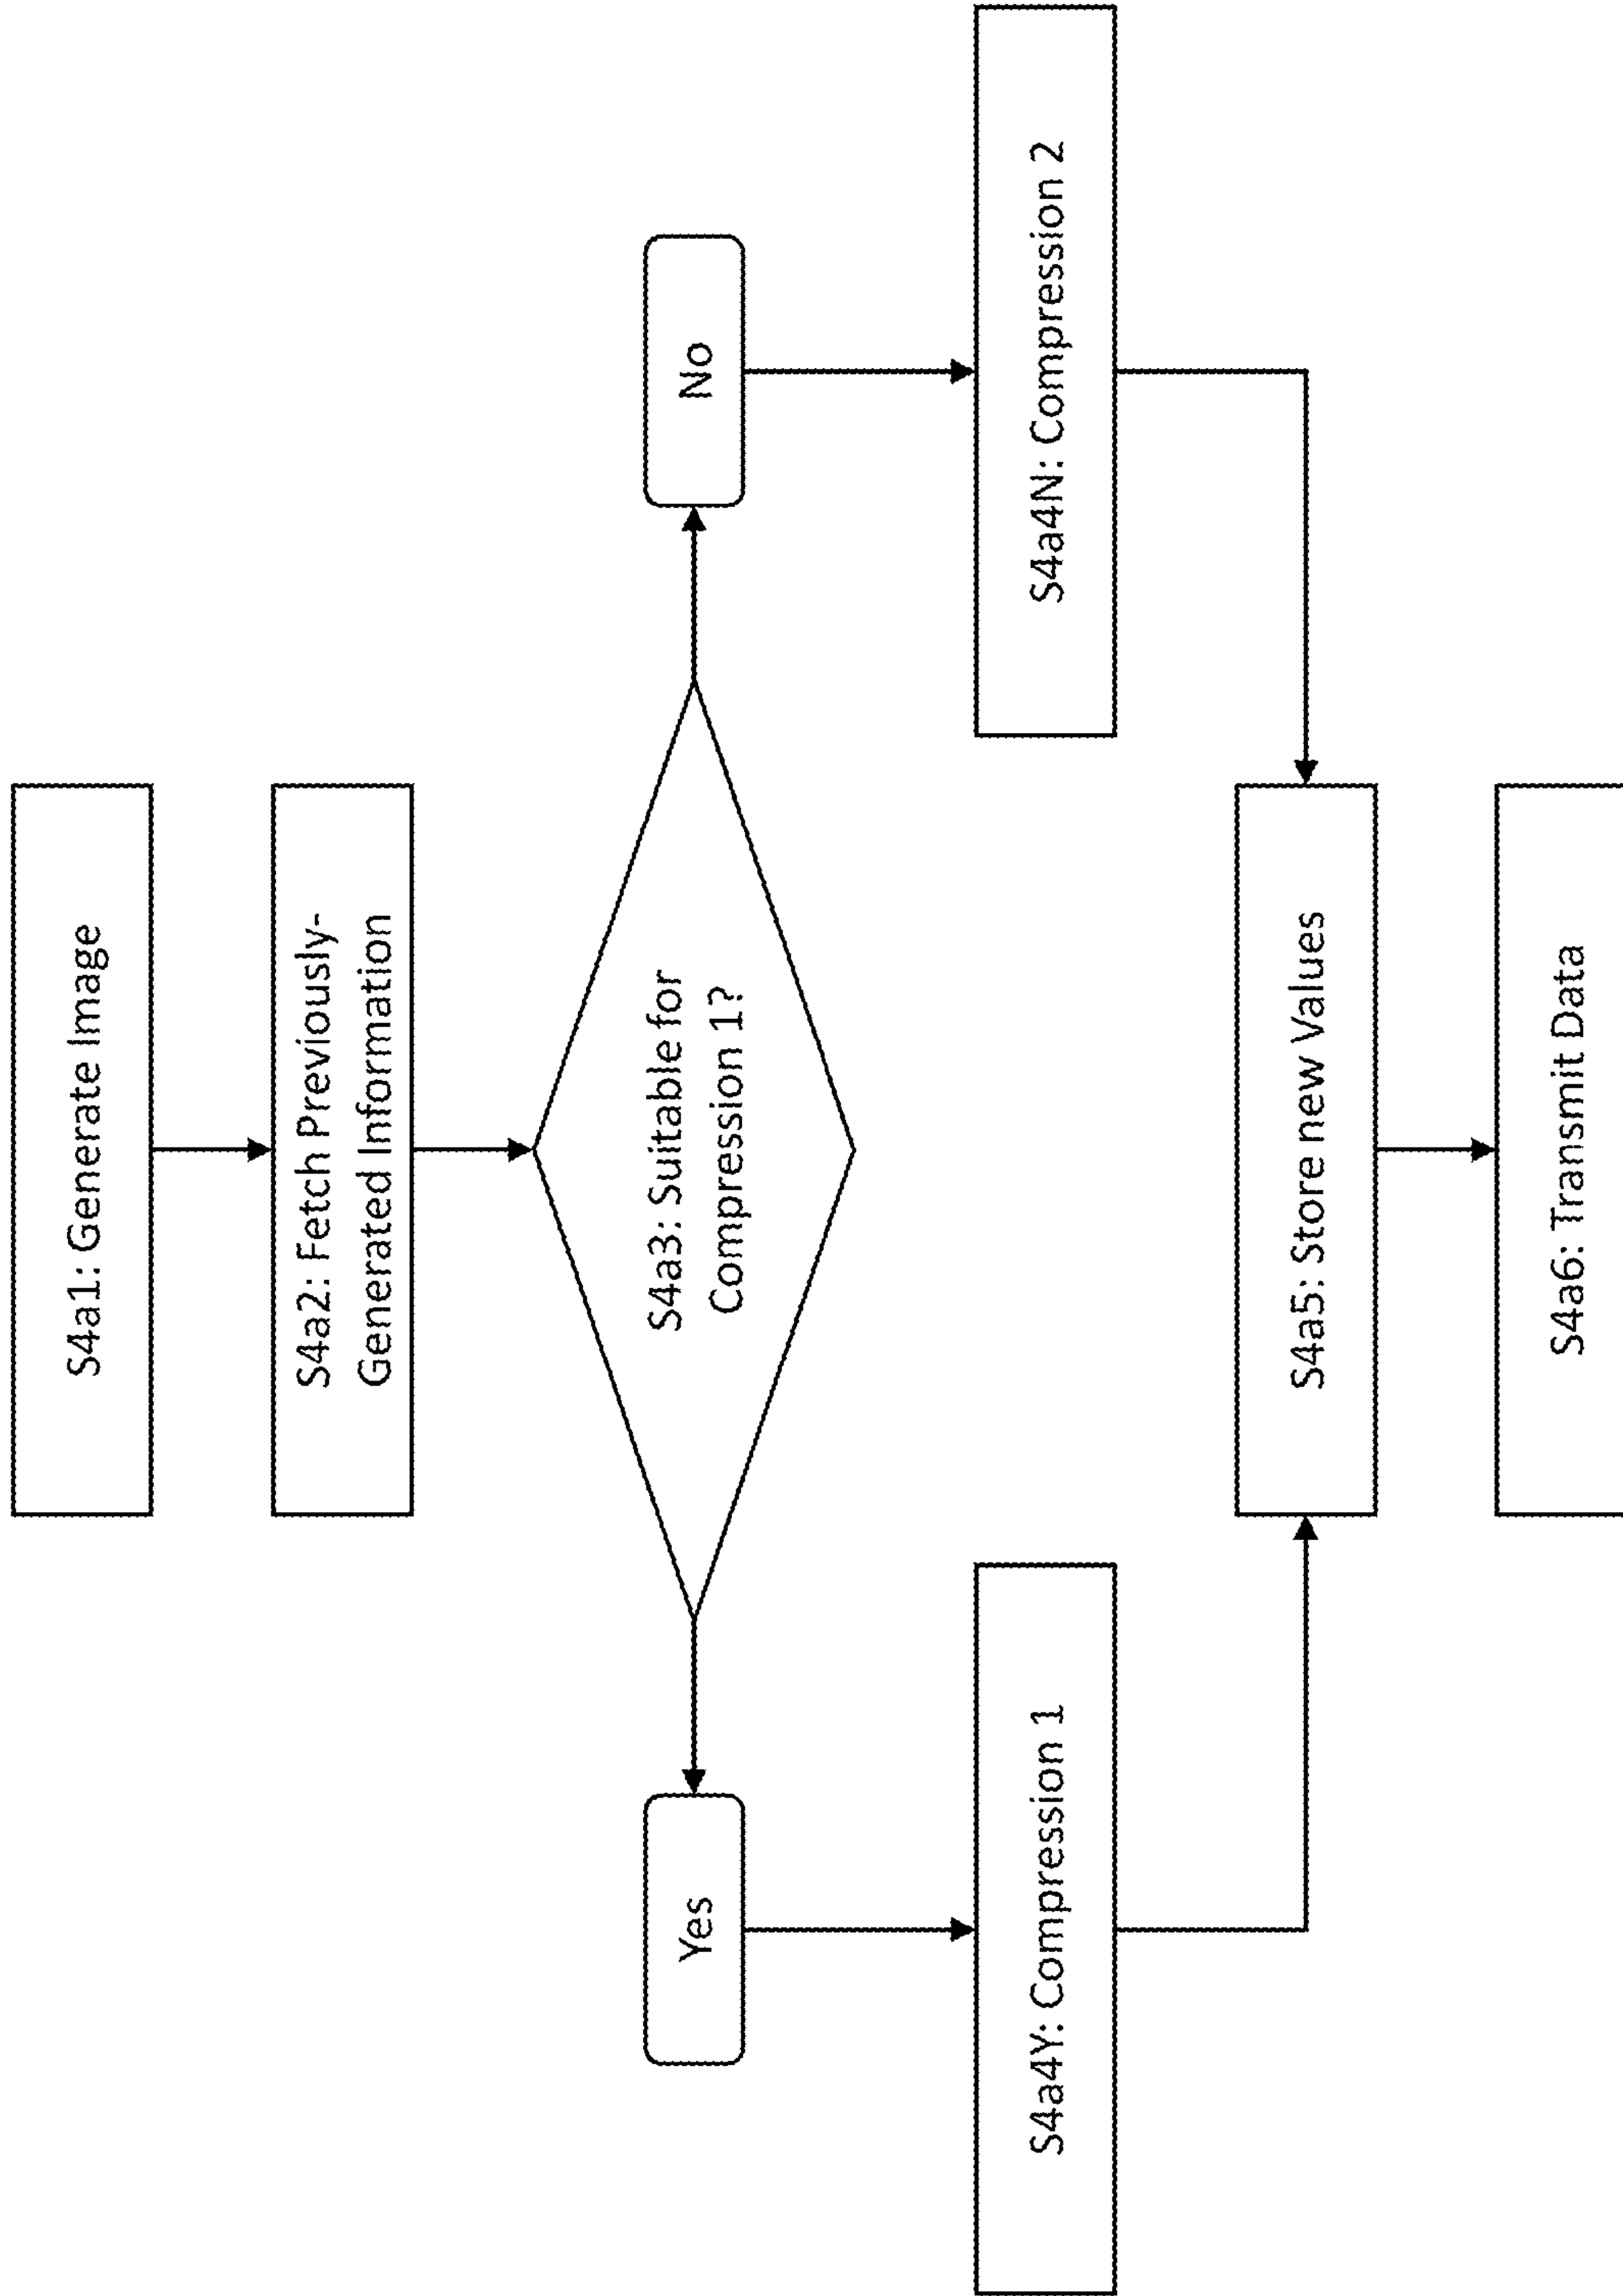 S4a1: Generate Image
S4a2: Fetch Previously-
Generated Information
S4a3: Suitable for
Compression 1?
Yes
No
S4a4Y: Compression 1
S4a4N: Compression 2
S4a5: Store new Values
S4a6: Transmit Data